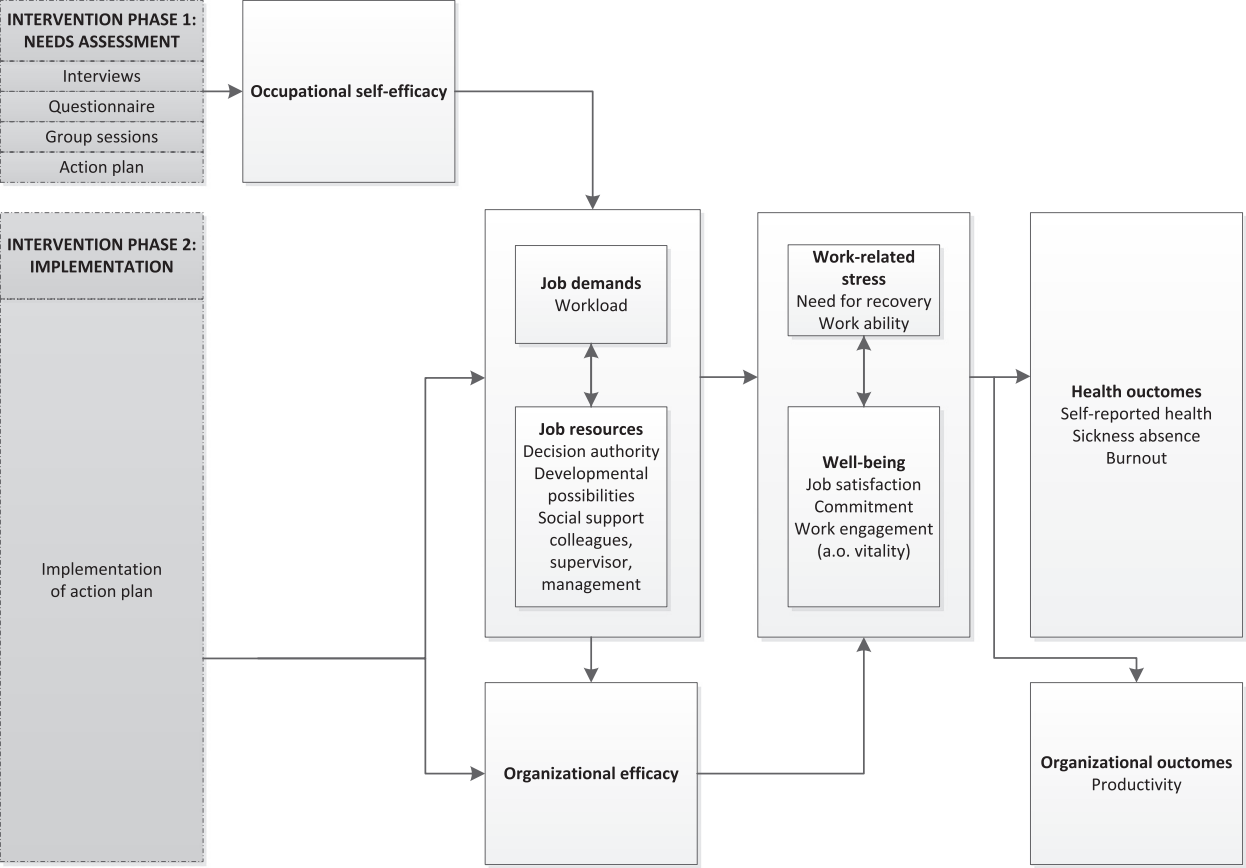 INTERVENTION PHASE 1:
NEEDS ASSESSMENT
Interviews
Questionnaire
Group sessions
Action plan
Occupational self-efficacy
INTERVENTION PHASE 2:
IMPLEMENTATION
Implementation
of action plan
Job demands
Workload
Job resources
Decision authority
Developmental
possibilities
Social support
colleagues,
supervisor,
management
Organizational efficacy
Work-related
stress
Need for recovery
Work ability
Well-being
Job satisfaction
Commitment
Work engagement
(a.o. vitality)
Health ouctomes
Self-reported health
Sickness absence
Burnout
Organizational ouctomes
Productivity